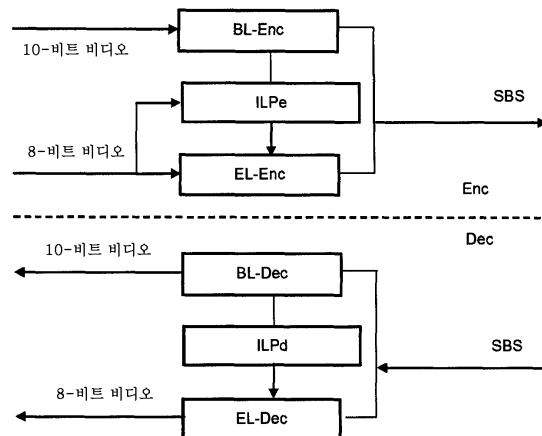 BL-Enc
10-비트 비디오
ILPe
SBS
8-비트 비디오
EL-Enc
Enc
Dec
10-비트 비디오
BL-Dec
ILPd
SBS
8-비트 비디오
EL-Dec